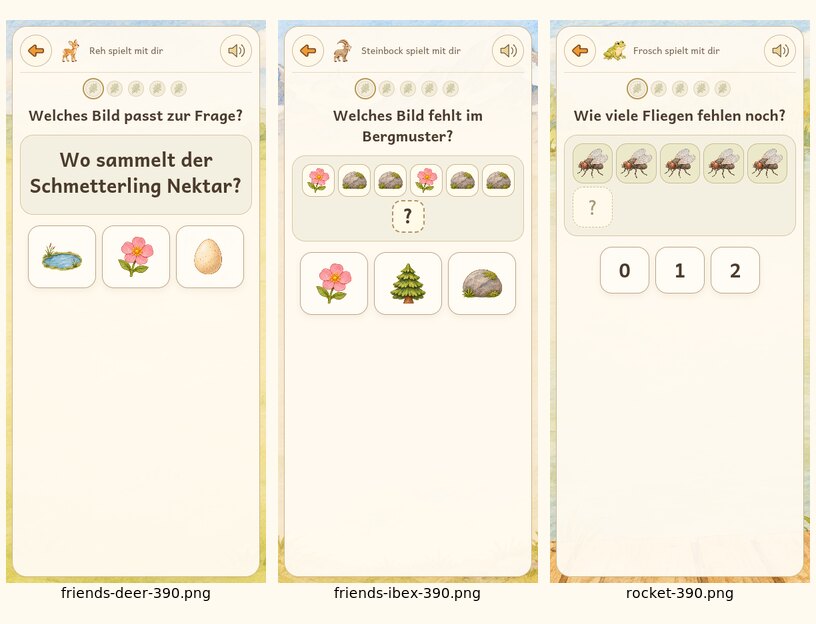 Reh spielt mit dir
Welches Bild passt zur Frage?
Wo sammelt der
Schmetterling Nektar?
friends-deer-390.png
Steinbock spielt mit dir
Welches Bild fehlt im
Bergmuster?
?
friends-ibex-390.png
Frosch spielt mit dir
Wie viele Fliegen fehlen noch?
?
0 1 2
rocket-390.png